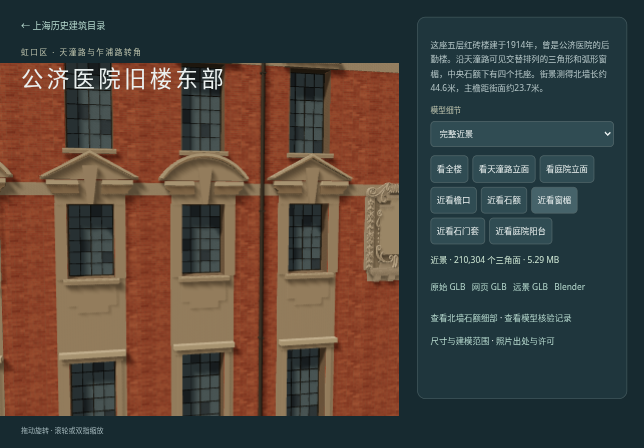 ← 上海历史建筑目录
虹口区 · 天潼路与乍浦路转角
公济医院旧楼东部
这座五层红砖楼建于1914年，曾是公济医院的后
勤楼。沿天潼路可见交替排列的三角形和弧形窗
楣，中央石额下有四个托座。街景测得北墙长约
44.6米，主檐距街面约23.7米。
模型细节
完整近景
看全楼 看天潼路立面 看庭院立面
近看檐口 近看石额 近看窗楣
近看石门套 近看庭院阳台
近景 · 210,304 个三角面 · 5.29 MB
原始 GLB 网页 GLB 远景 GLB Blender
查看北墙石额细部 · 查看模型核验记录
尺寸与建模范围 · 照片出处与许可
拖动旋转 · 滚轮或双指缩放